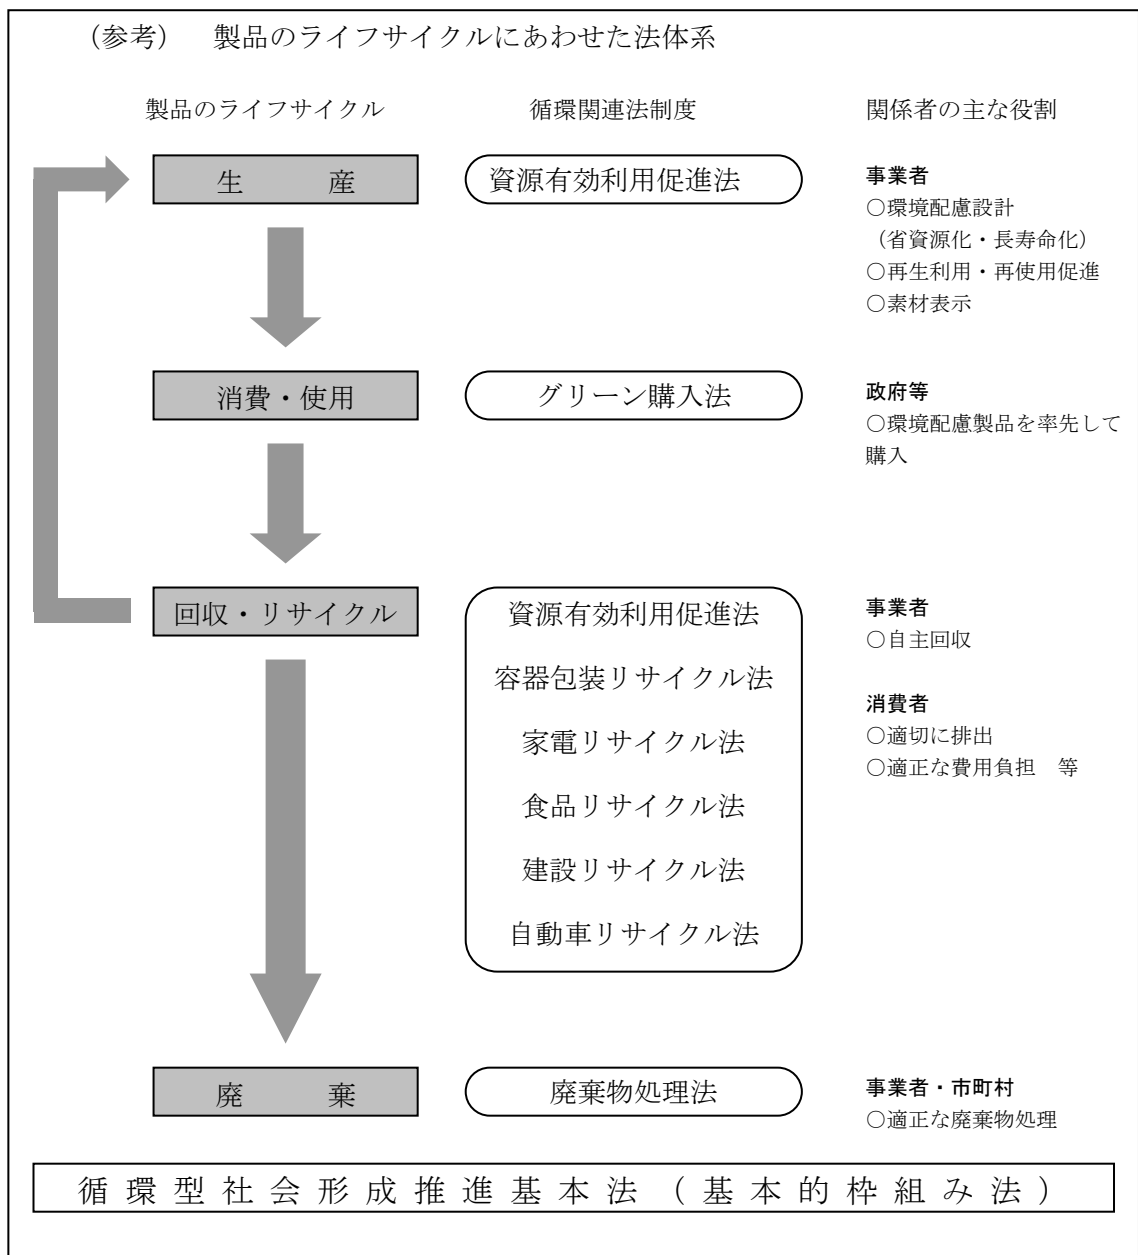 （参考）　製品のライフサイクルにあわせた法体系
製品のライフサイクル
循環関連法制度
関係者の主な役割
生　産
資源有効利用促進法
事業者
○環境配慮設計
（省資源化・長寿命化）
○再生利用・再使用促進
○素材表示
消費・使用
グリーン購入法
政府等
○環境配慮製品を率先して
購入
回収・リサイクル
資源有効利用促進法
容器包装リサイクル法
家電リサイクル法
食品リサイクル法
建設リサイクル法
自動車リサイクル法
事業者
○自主回収
消費者
○適切に排出
○適正な費用負担　等
廃　棄
廃棄物処理法
事業者・市町村
○適正な廃棄物処理
循環型社会形成推進基本法（基本的枠組み法）